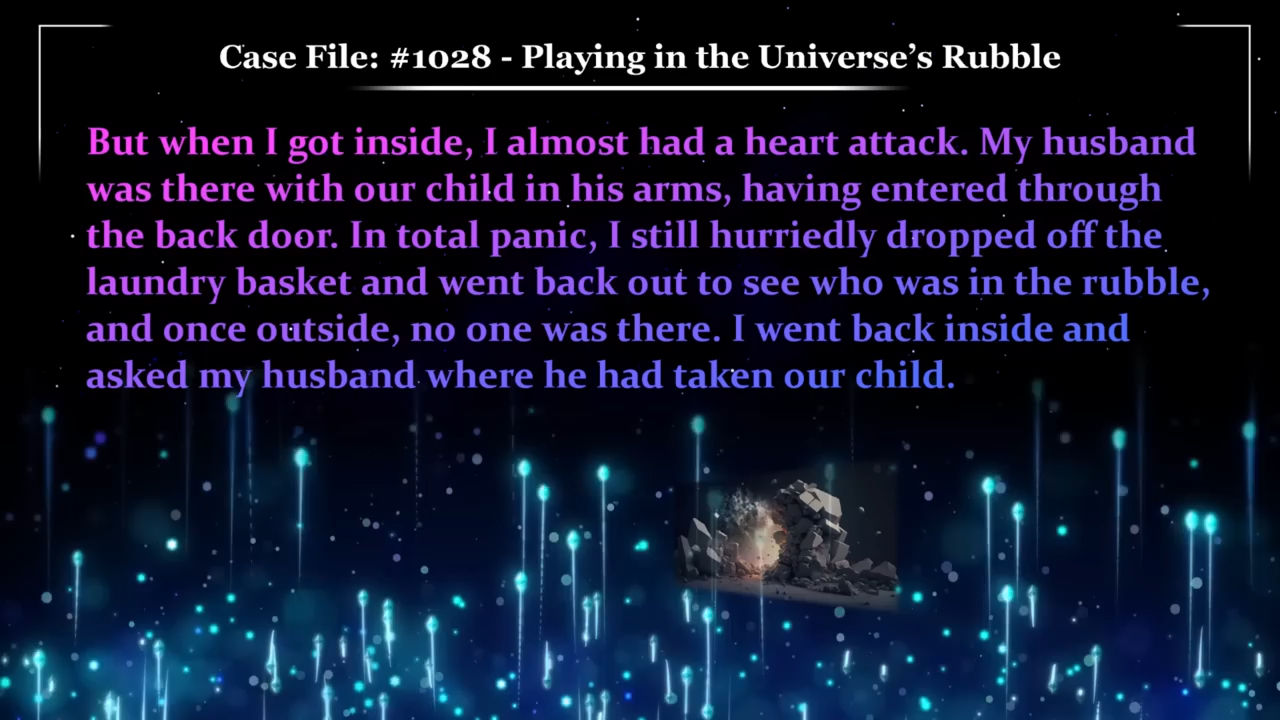 Case File: #1028 - Playing in the Universe’s Rubble
But when I got inside, I almost had a heart attack. My husband
was there with our child in his arms, having entered through
the back door. In total panic, I still hurriedly dropped off the
laundry basket and went back out to see who was in the rubble,
and once outside, no one was there. I went back inside and
asked my husband where he had taken our child.